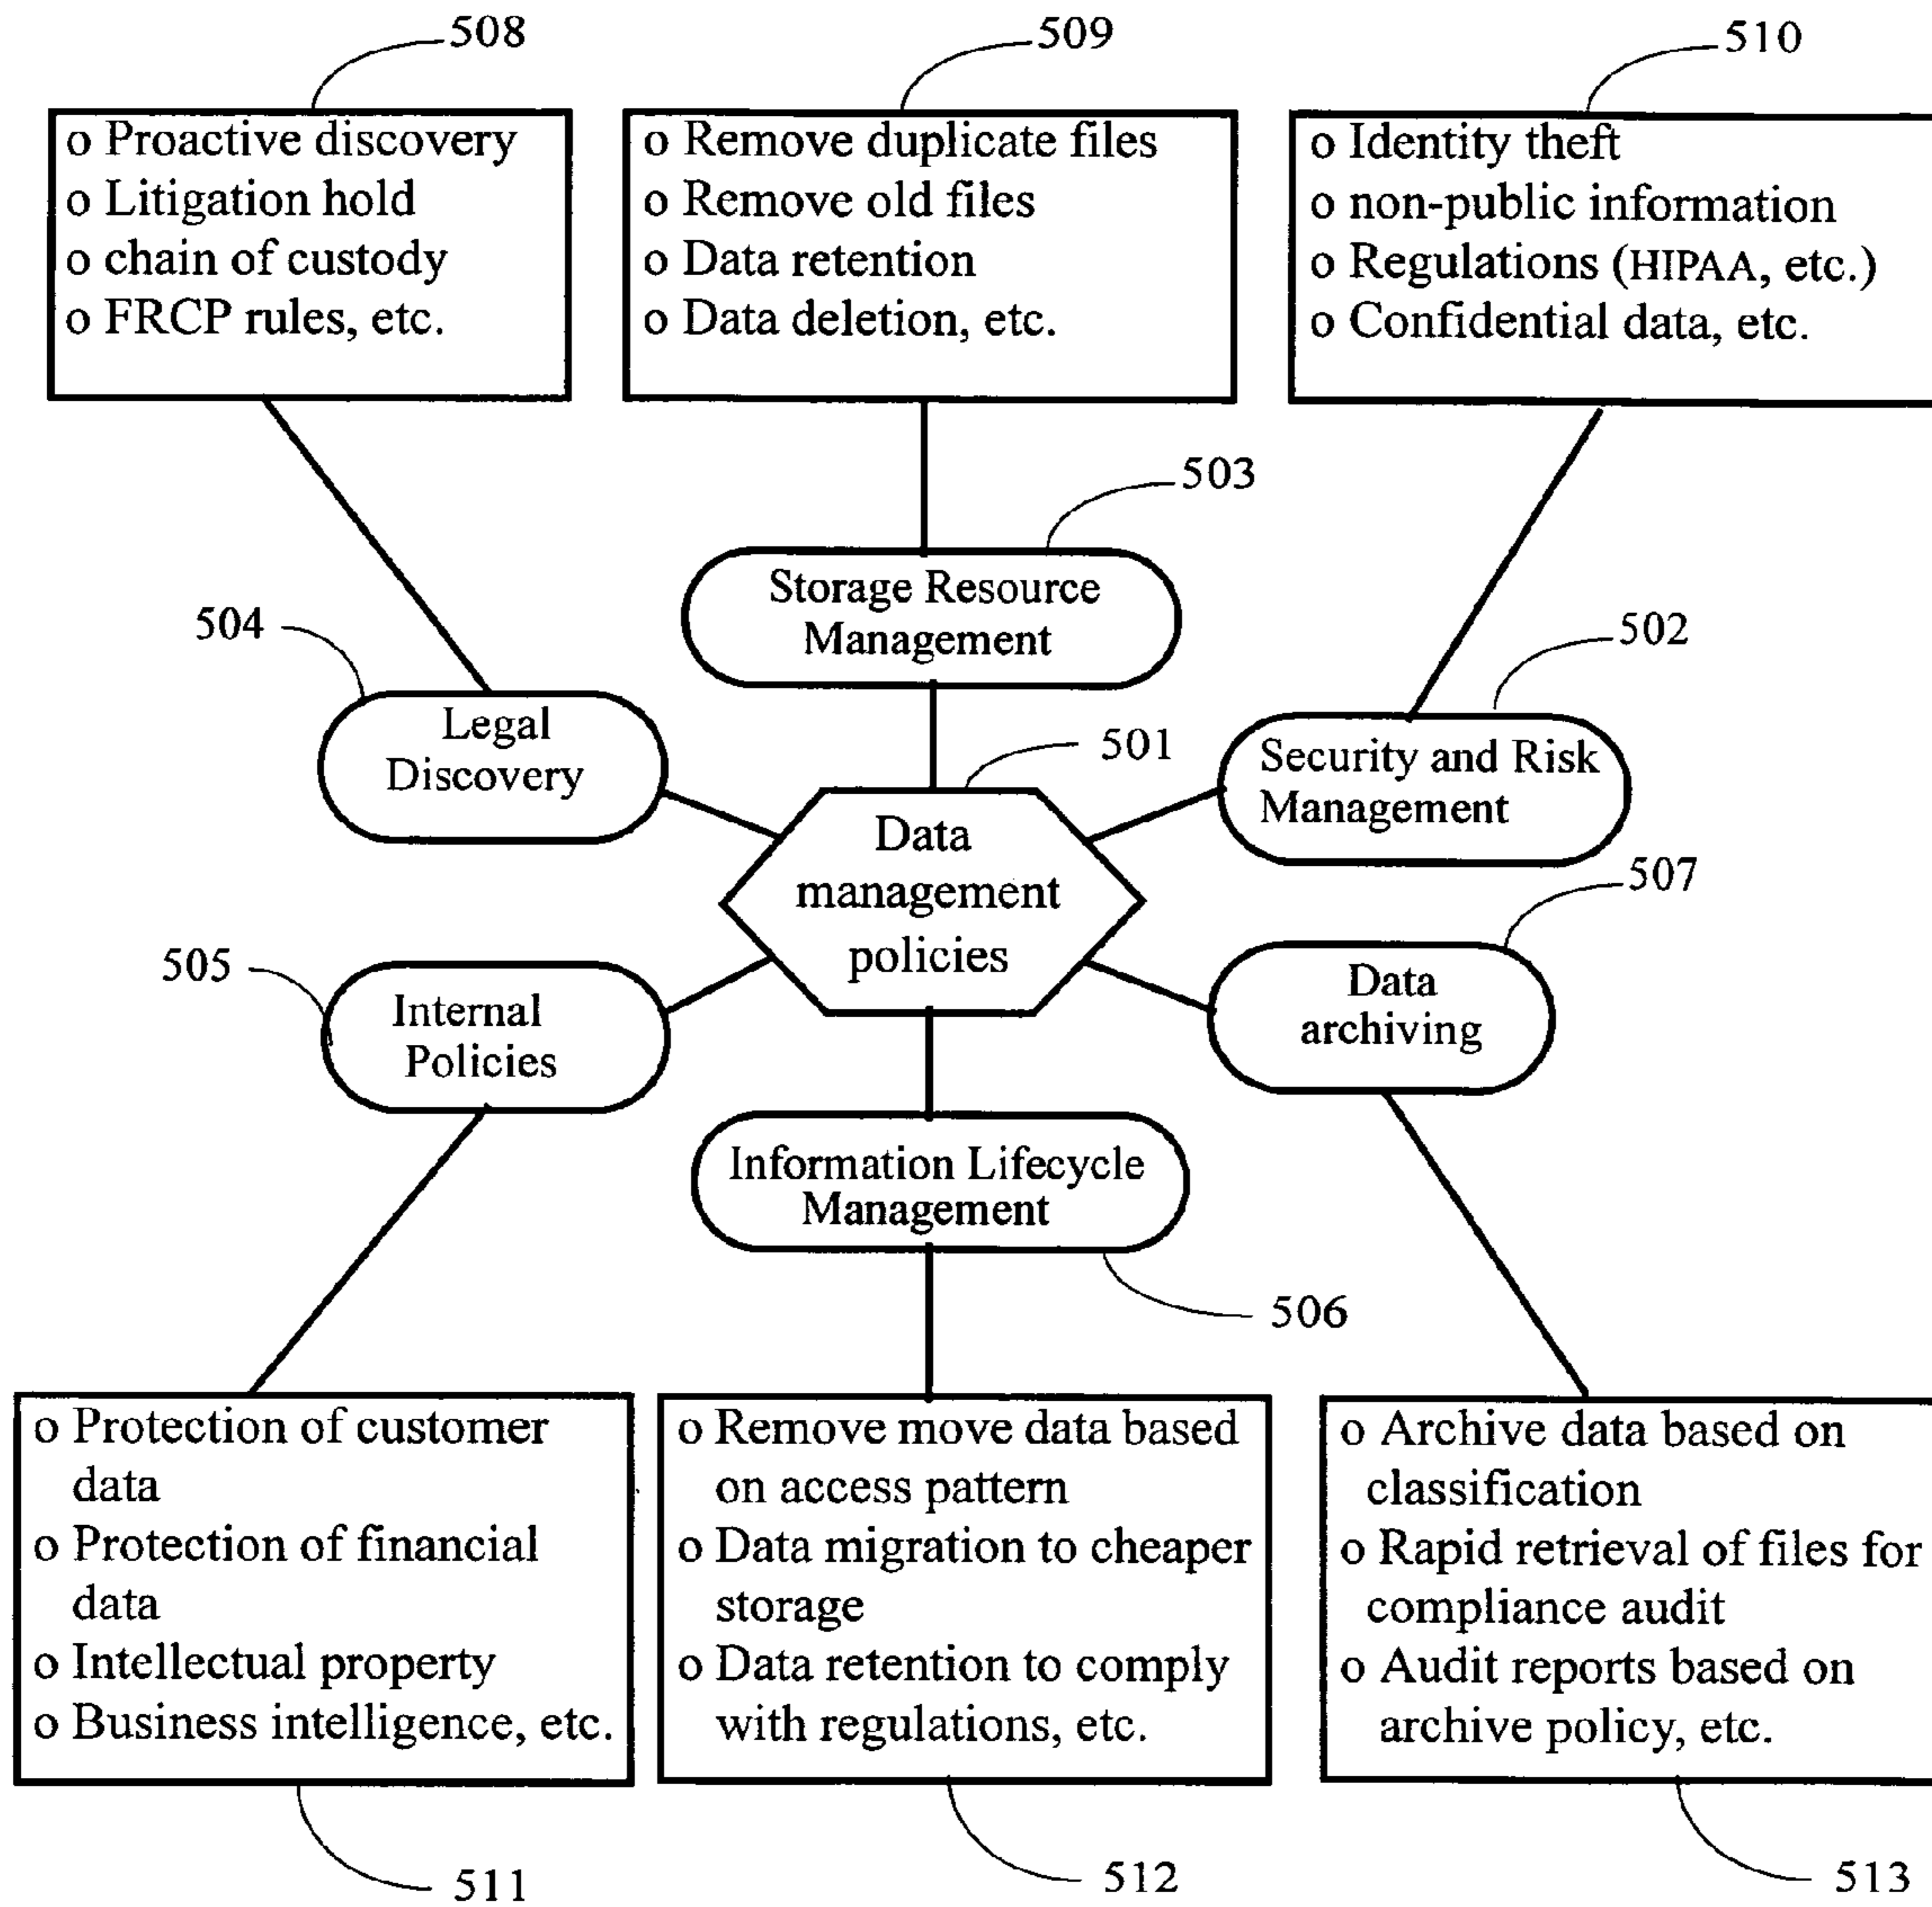 508
509
510
o Proactive discovery
o Litigation hold
o chain of custody
o FRCP rules, etc.
o Remove duplicate files
o Remove old files
o Data retention
o Data deletion, etc.
o Identity theft
o non-public information
o Regulations (HIPAA, etc.)
o Confidential data, etc.
503
Storage Resource
Management
504
Legal
Discovery
502
Security and Risk
Management
501
Data
management
policies
507
Data
archiving
505
Internal
Policies
Information Lifecycle
Management
506
o Protection of customer
data
o Protection of financial
data
o Intellectual property
o Business intelligence, etc.
o Remove move data based
on access pattern
o Data migration to cheaper
storage
o Data retention to comply
with regulations, etc.
o Archive data based on
classification
o Rapid retrieval of files for
compliance audit
o Audit reports based on
archive policy, etc.
511
512
513